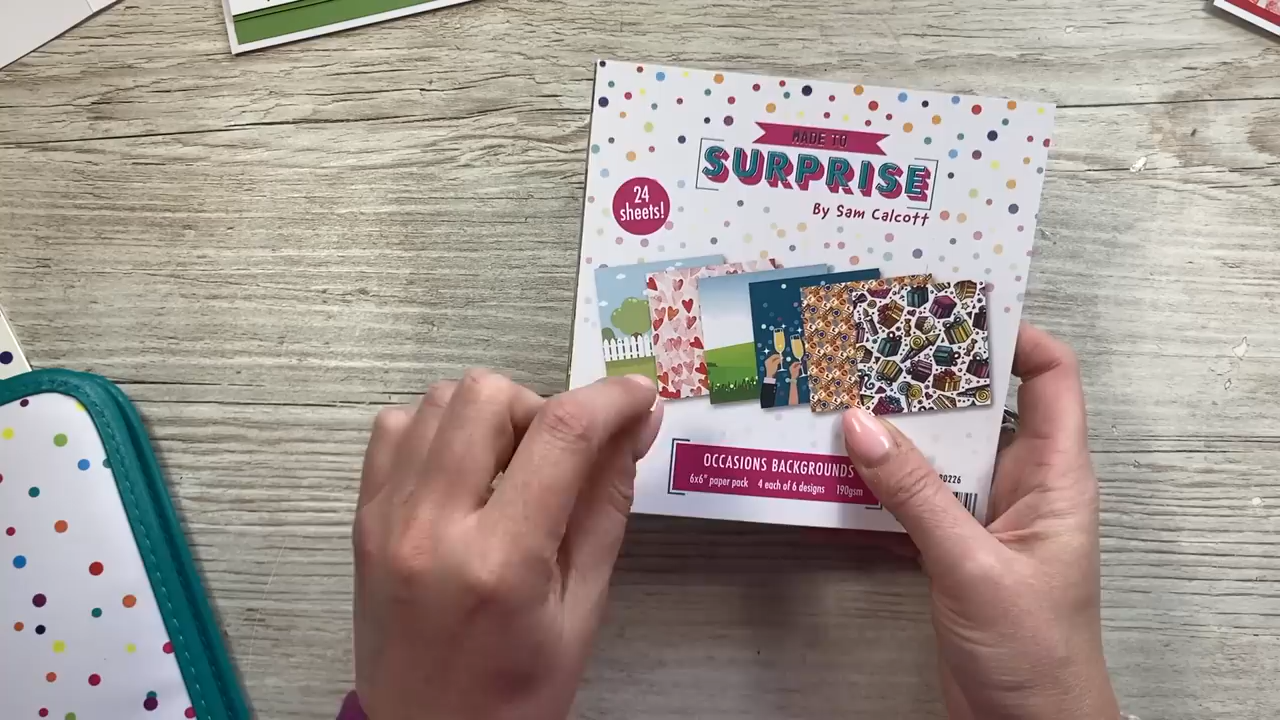 MADE TO
SURPRISE
By Sam Calcott
24
sheets!
OCCASIONS BACKGROUNDS
6x6" paper pack 4 each of 6 designs 190gsm